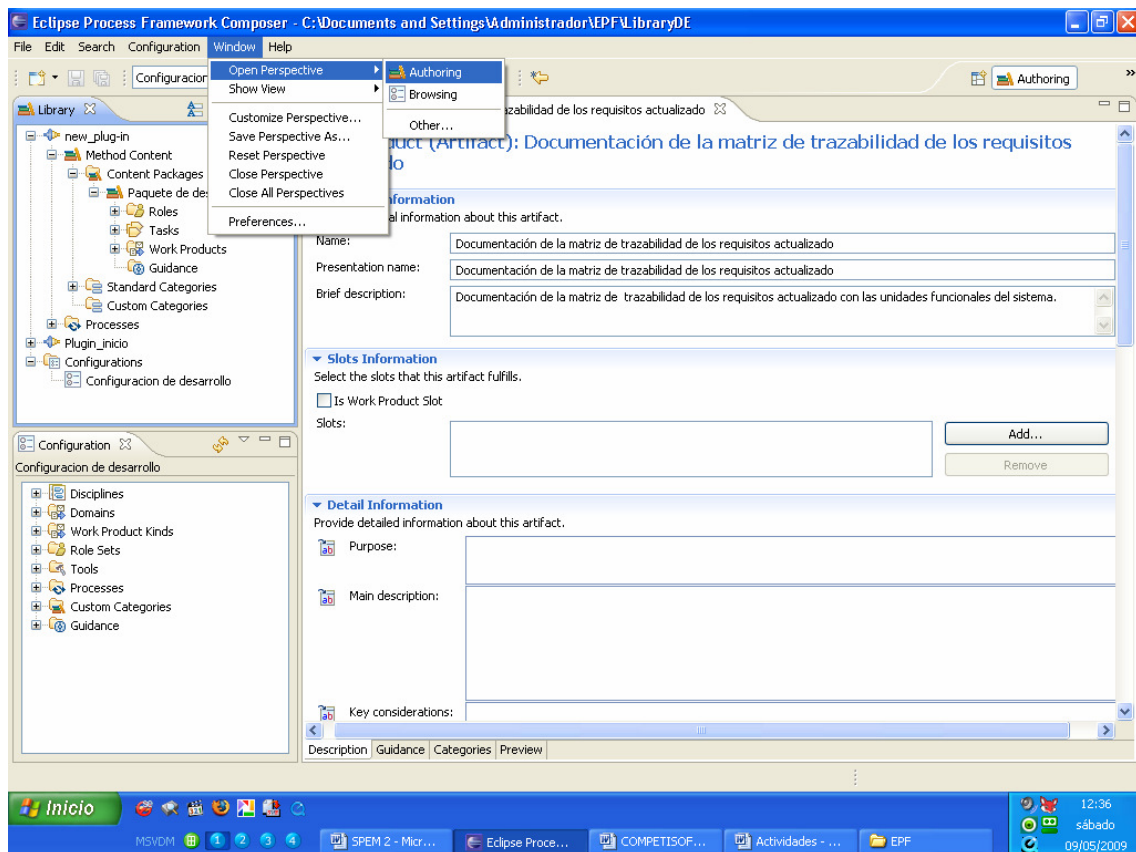 Eclipse Process Framework Composer - C:\Documents and Settings\Administrador\EPF\LibraryDE
File Edit Search Configuration Window Help
Configuracion
Authoring
Open Perspective
Show View
Customize Perspective...
Save Perspective As...
Reset Perspective
Close Perspective
Close All Perspectives
Preferences...
Authoring
Browsing
Other...
Library
new_plug-in
Method Content
Content Packages
Paquete de des
Roles
Tasks
Work Products
Guidance
Standard Categories
Custom Categories
Processes
Plugin_inicio
Configurations
Configuracion de desarrollo
Configuration
Configuracion de desarrollo
Disciplines
Domains
Work Product Kinds
Role Sets
Tools
Processes
Custom Categories
Guidance
azabilidad de los requisitos actualizado
duct (Artifact): Documentación de la matriz de trazabilidad de los requisitos
do
nformation
al information about this artifact.
Name: Documentación de la matriz de trazabilidad de los requisitos actualizado
Presentation name: Documentación de la matriz de trazabilidad de los requisitos actualizado
Brief description: Documentación de la matriz de trazabilidad de los requisitos actualizado con las unidades funcionales del sistema.
Slots Information
Select the slots that this artifact fulfills.
Is Work Product Slot
Slots:
Add...
Remove
Detail Information
Provide detailed information about this artifact.
Purpose:
Main description:
Key considerations:
Description Guidance Categories Preview
Inicio
MSVDM 1 2 3 4
SPEM 2 - Micr... Eclipse Proce... COMPETISOF... Actividades - ... EPF
12:36
sábado
09/05/2009